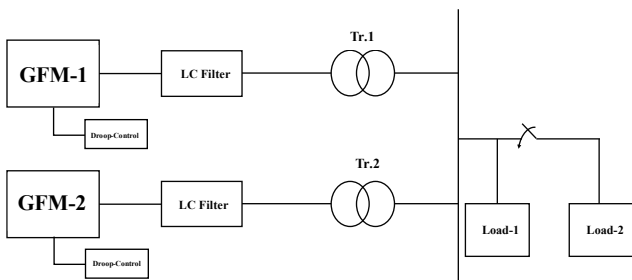 Tr.1
GFM-1
LC Filter
Droop-Control
Tr.2
GFM-2
LC Filter
Load-1
Load-2
Droop-Control